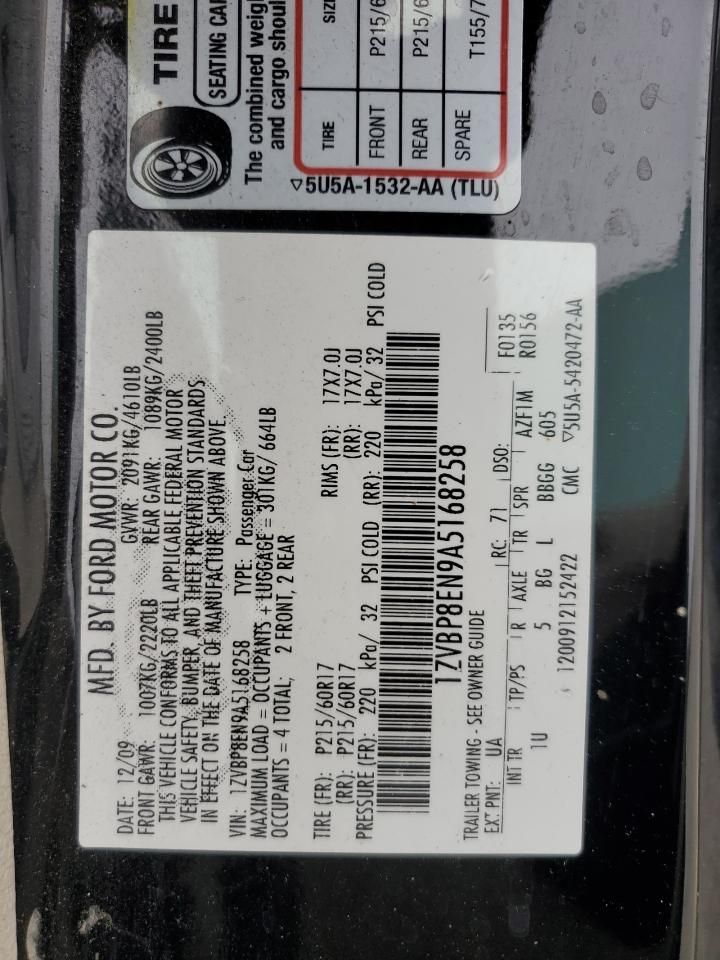 TIRE
SEATING CAP
The combined weigh
and cargo shoul
TIRE SIZE
FRONT P215/6
REAR P215/6
SPARE T155/7
▽5U5A-1532-AA (TLU)
MFD. BY FORD MOTOR CO.
DATE: 12/09 GVWR: 2091KG/4610LB
FRONT GAWR: 1007KG/2220LB REAR GAWR: 1089KG/2400LB
THIS VEHICLE CONFORMS TO ALL APPLICABLE FEDERAL MOTOR
VEHICLE SAFETY, BUMPER, AND THEFT PREVENTION STANDARDS
IN EFFECT ON THE DATE OF MANUFACTURE SHOWN ABOVE.
VIN: 1ZVBP8EN9A5168258 TYPE: Passenger Car
MAXIMUM LOAD = OCCUPANTS + LUGGAGE = 301KG/ 664LB
OCCUPANTS = 4 TOTAL; 2 FRONT, 2 REAR
TIRE (FR): P215/60R17 RIMS (FR): 17X7.0J
(RR): P215/60R17 (RR): 17X7.0J
PRESSURE (FR): 220 kPa/ 32 PSI COLD (RR): 220 kPa/ 32 PSI COLD
1ZVBP8EN9A5168258
TRAILER TOWING - SEE OWNER GUIDE F0135
EXT PNT: UA RC: 71 DSO: R0156
INT TR TP/PS R AXLE TR SPR AZF1M
1U 5 BG L BBGG 605
1200912152422 CMC ▽5U5A-5420472-AA